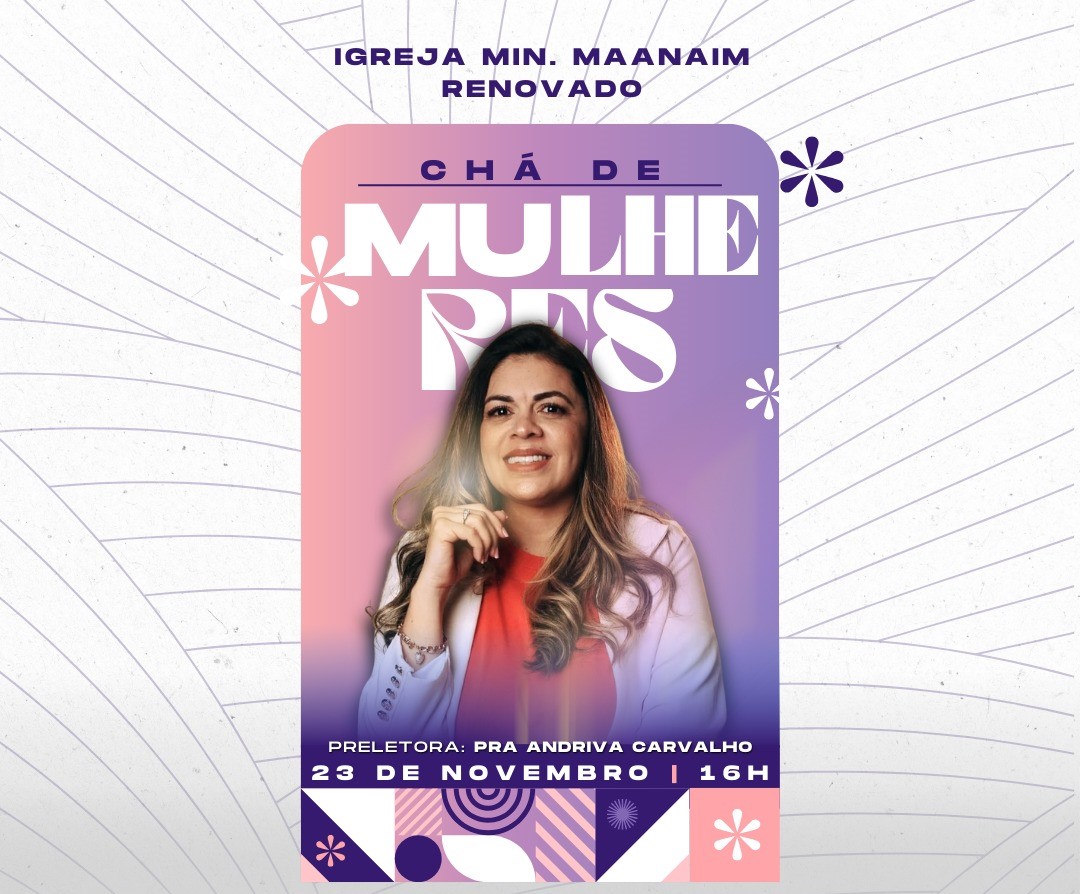 IGREJA MIN. MAANAIM
RENOVADO
CHÁ DE
MULHE
RES
PRELETORA: PRA ANDRIVA CARVALHO
23 DE NOVEMBRO | 16H